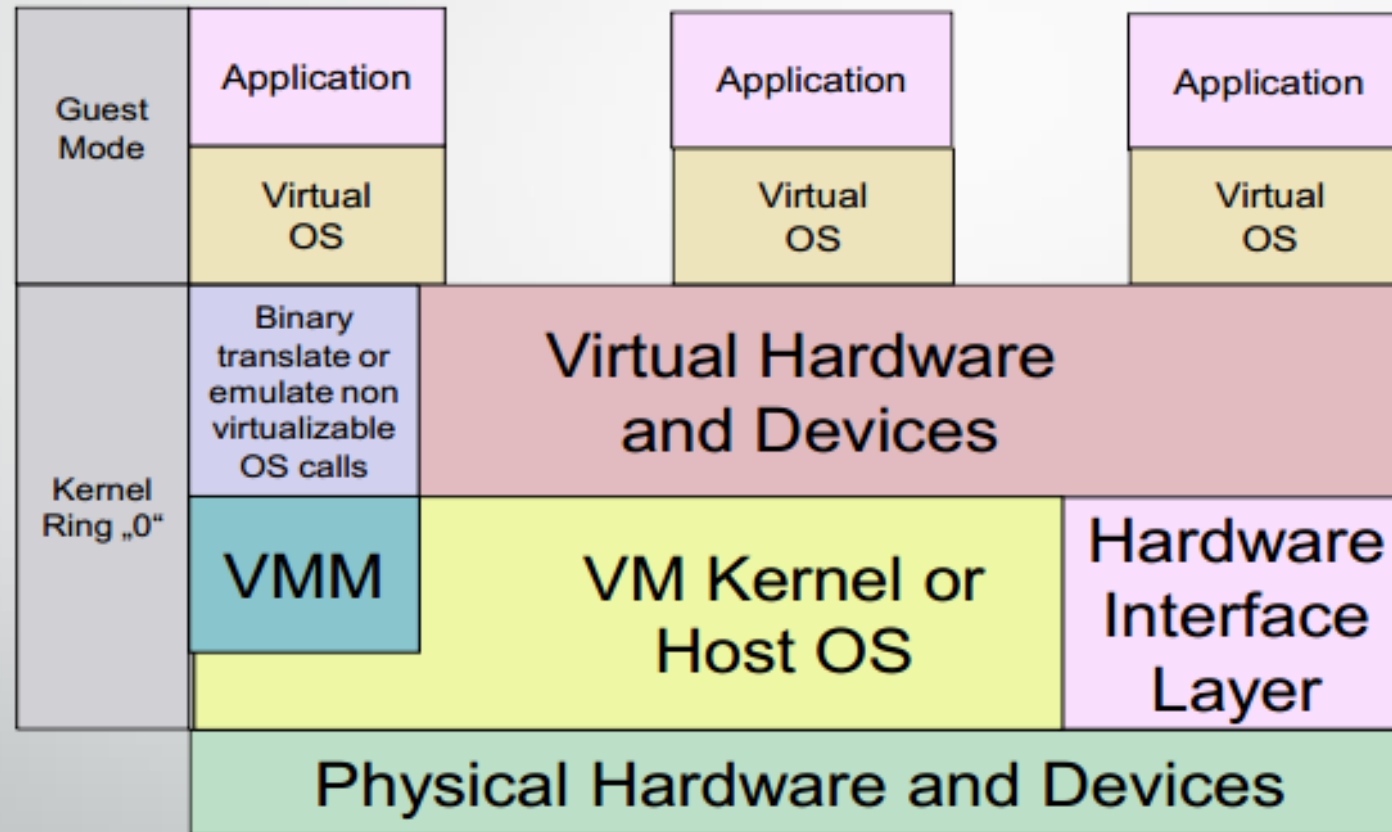 Guest
Mode
Application
Application
Application
Virtual
OS
Virtual
OS
Virtual
OS
Kernel
Ring „0“
Binary
translate or
emulate non
virtualizable
OS calls
Virtual Hardware
and Devices
VMM
VM Kernel or
Host OS
Hardware
Interface
Layer
Physical Hardware and Devices